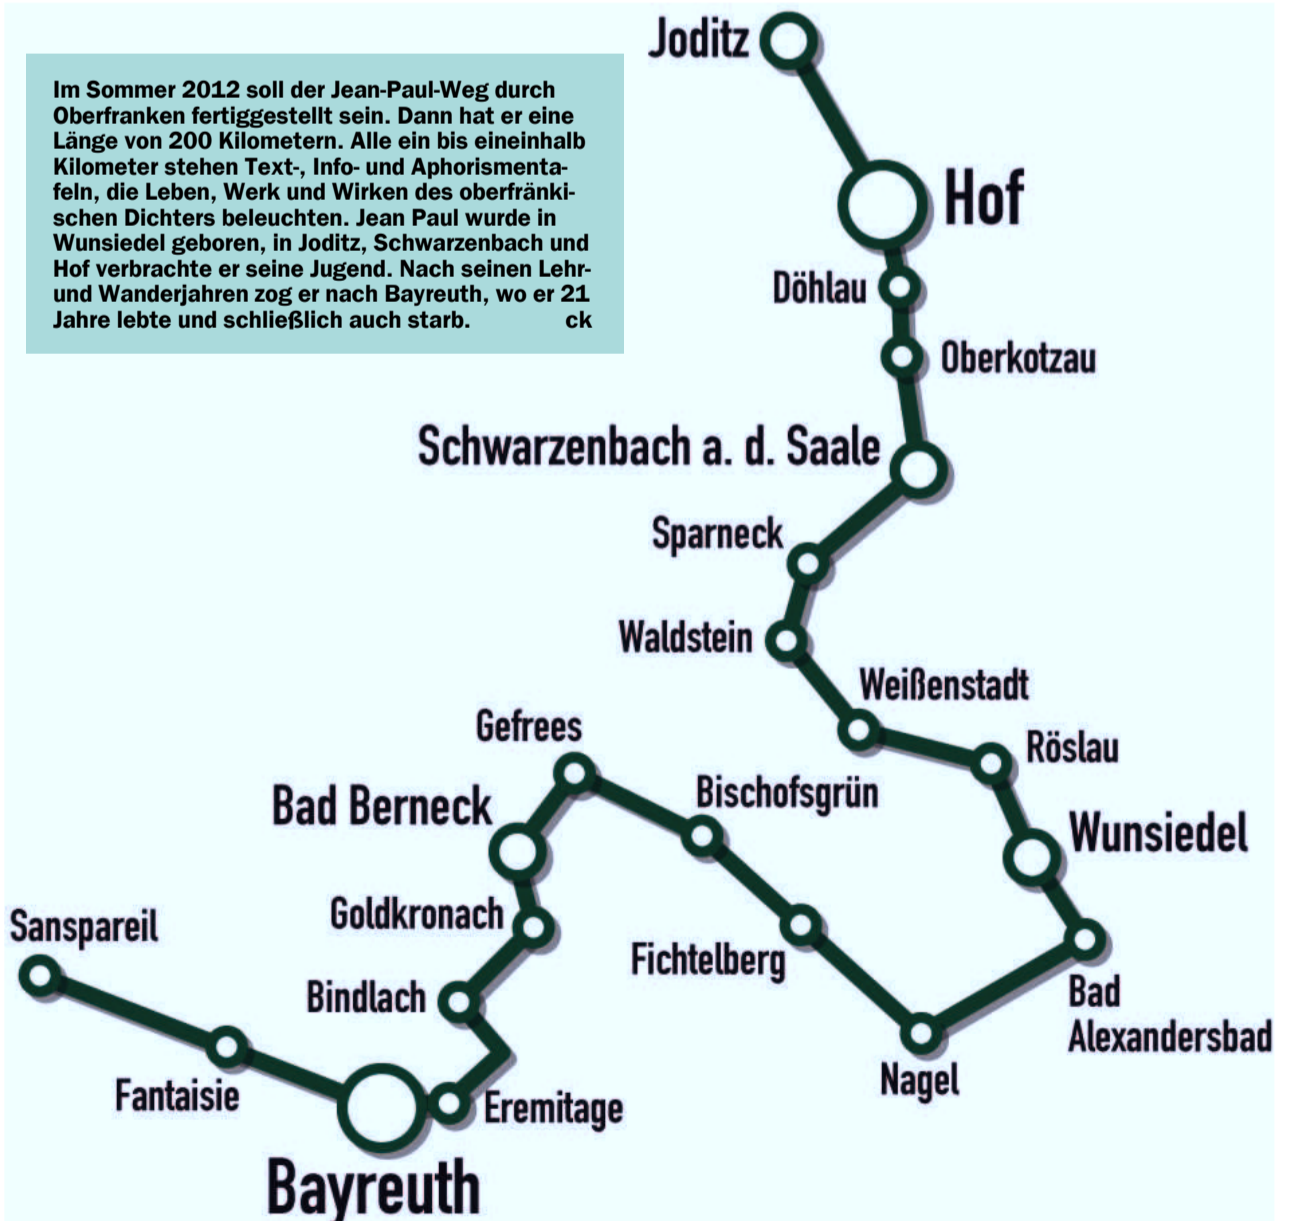 Im Sommer 2012 soll der Jean-Paul-Weg durch
Oberfranken fertiggestellt sein. Dann hat er eine
Länge von 200 Kilometern. Alle ein bis eineinhalb
Kilometer stehen Text-, Info- und Aphorismenta-
feln, die Leben, Werk und Wirken des oberfränki-
schen Dichters beleuchten. Jean Paul wurde in
Wunsiedel geboren, in Joditz, Schwarzenbach und
Hof verbrachte er seine Jugend. Nach seinen Lehr-
und Wanderjahren zog er nach Bayreuth, wo er 21
Jahre lebte und schließlich auch starb. ck
Joditz
Hof
Döhlau
Oberkotzau
Schwarzenbach a. d. Saale
Sparneck
Waldstein
Weißenstadt
Röslau
Wunsiedel
Bad
Alexandersbad
Nagel
Fichtelberg
Bischofsgrün
Gefrees
Bad Berneck
Goldkronach
Bindlach
Eremitage
Bayreuth
Fantaisie
Sanspareil